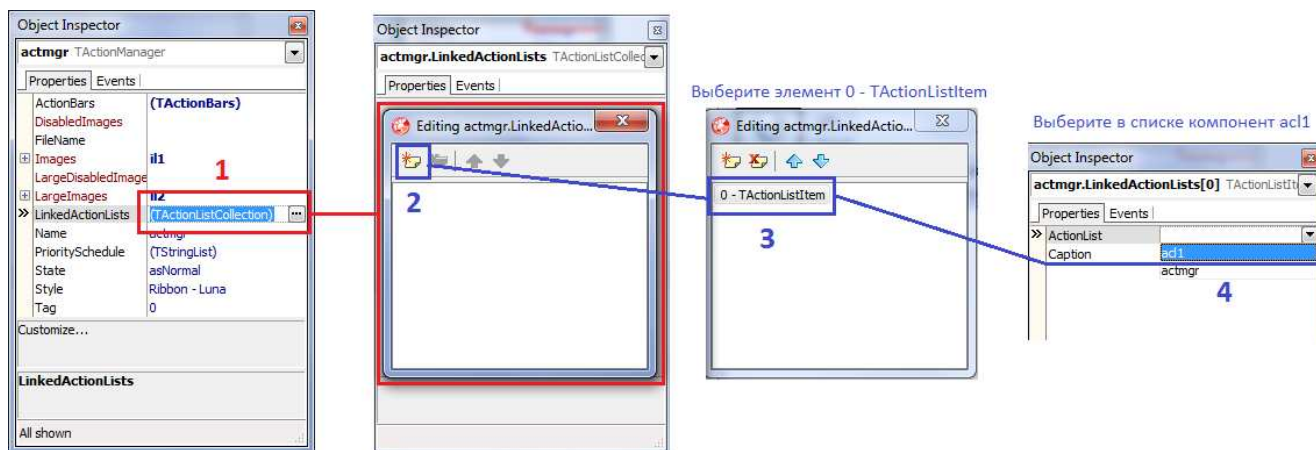 Object Inspector
actmgr TActionManager
Properties Events
ActionBars (TActionBars)
DisabledImages
FileName
Images il1
LargeDisabledImage
LargeImages il2
LinkedActionLists (TActionListCollection) ...
Name actmgr
PrioritySchedule (TStringList)
State asNormal
Style Ribbon - Luna
Tag 0
Customize...
LinkedActionLists
All shown
1
Object Inspector
actmgr.LinkedActionLists TActionListCollec
Properties Events
Editing actmgr.LinkedActio...
2
Выберите элемент 0 - TActionListItem
Editing actmgr.LinkedActio...
0 - TActionListItem
3
Выберите в списке компонент acl1
Object Inspector
actmgr.LinkedActionLists[0] TActionListIt
Properties Events
ActionList
Caption acl1
actmgr
4